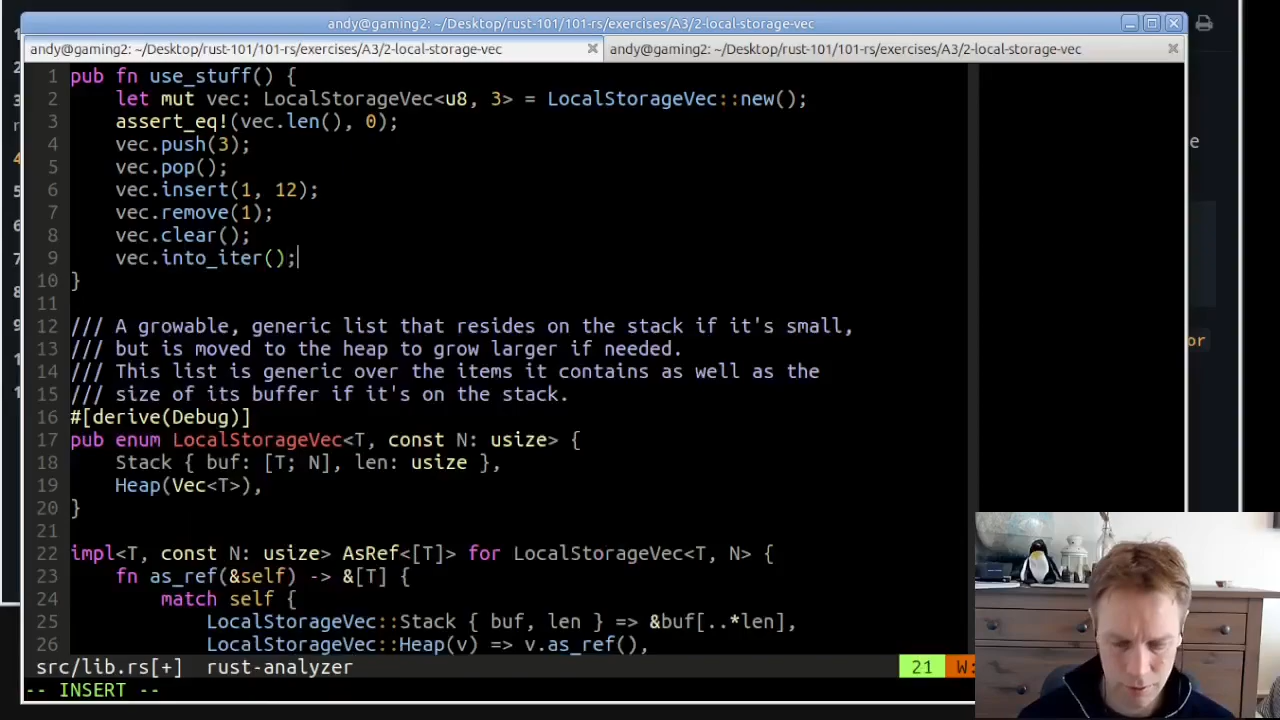 andy@gaming2: ~/Desktop/rust-101/101-rs/exercises/A3/2-local-storage-vec
andy@gaming2: ~/Desktop/rust-101/101-rs/exercises/A3/2-local-storage-vec
andy@gaming2: ~/Desktop/rust-101/101-rs/exercises/A3/2-local-storage-vec
1 pub fn use_stuff() {
2 let mut vec: LocalStorageVec<u8, 3> = LocalStorageVec::new();
3 assert_eq!(vec.len(), 0);
4 vec.push(3);
5 vec.pop();
6 vec.insert(1, 12);
7 vec.remove(1);
8 vec.clear();
9 vec.into_iter();
10 }
11
12 /// A growable, generic list that resides on the stack if it's small,
13 /// but is moved to the heap to grow larger if needed.
14 /// This list is generic over the items it contains as well as the
15 /// size of its buffer if it's on the stack.
16 #[derive(Debug)]
17 pub enum LocalStorageVec<T, const N: usize> {
18 Stack { buf: [T; N], len: usize },
19 Heap(Vec<T>),
20 }
21
22 impl<T, const N: usize> AsRef<[T]> for LocalStorageVec<T, N> {
23 fn as_ref(&self) -> &[T] {
24 match self {
25 LocalStorageVec::Stack { buf, len } => &buf[..*len],
26 LocalStorageVec::Heap(v) => v.as_ref(),
src/lib.rs[+] rust-analyzer 21 W:
-- INSERT --